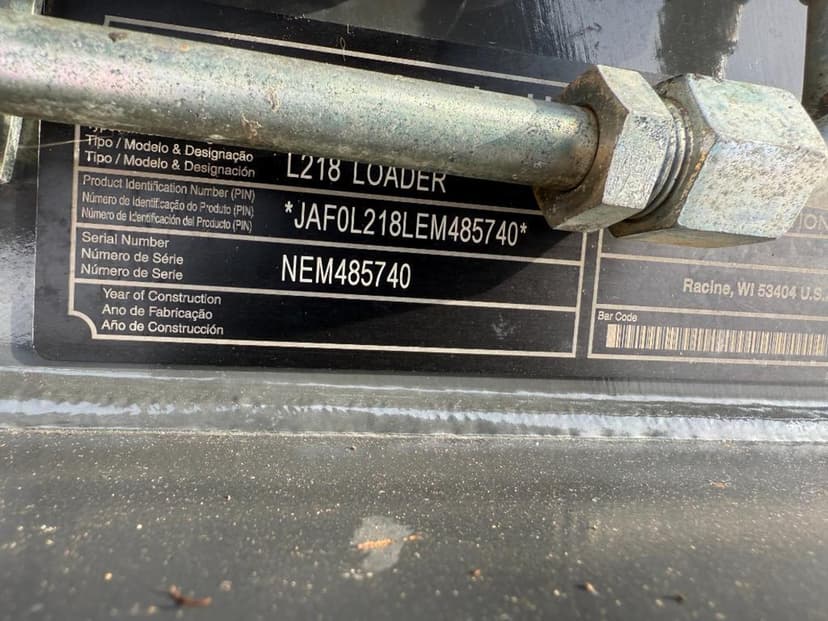 Tipo / Modelo & Designação
Tipo / Modelo & Designación
L218 LOADER
Product Identification Number (PIN)
Número de Identificação do Produto (PIN)
Número de Identifcación del Producto (PIN)
*JAF0L218LEM485740*
Serial Number
Número de Série
Número de Serie
NEM485740
Year of Construction
Ano de Fabricação
Año de Construcción
Racine, WI 53404 U.S.
Bar Code